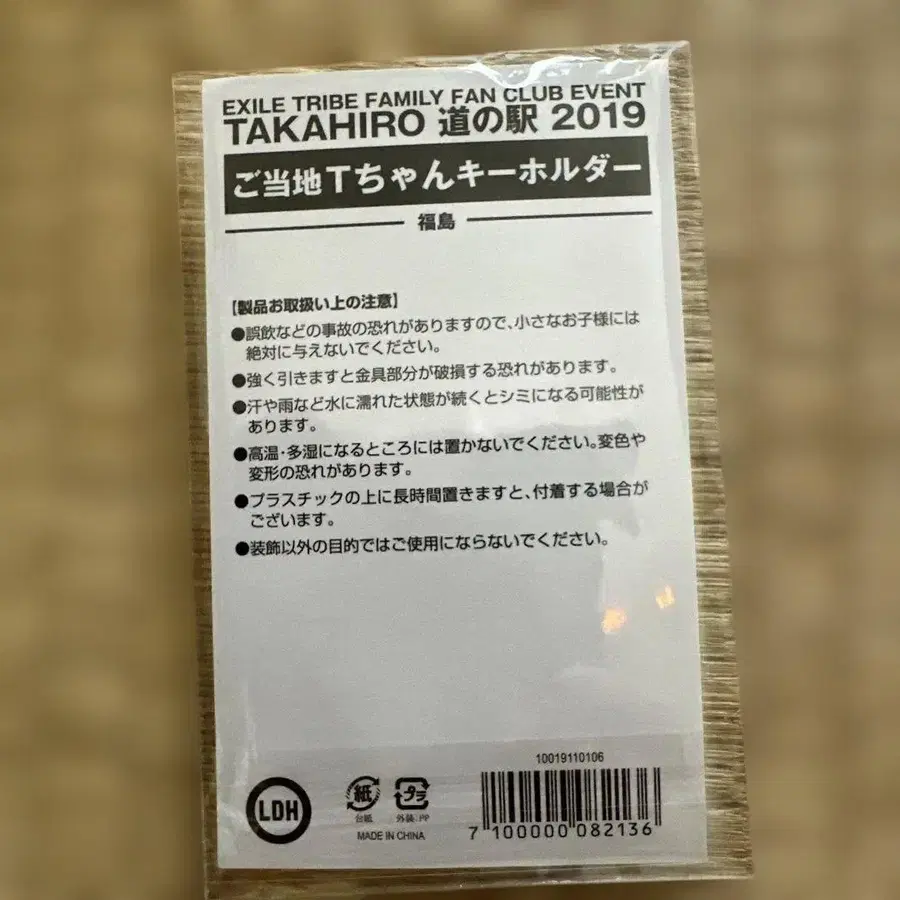 EXILE TRIBE FAMILY FAN CLUB EVENT
TAKAHIRO 道の駅 2019
ご当地Tちゃんキーホルダー
福島
【製品お取扱い上の注意】
●誤飲などの事故の恐れがありますので、小さなお子様には
絶対に与えないでください。
●強く引きますと金具部分が破損する恐れがあります。
●汗や雨など水に濡れた状態が続くとシミになる可能性が
あります。
●高温・多湿になるところには置かないでください。変色や
変形の恐れがあります。
●プラスチックの上に長時間置きますと、付着する場合が
ございます。
●装飾以外の目的ではご使用にならないでください。
10019110106
LDH
紙
プラ
台紙
外装:PP
MADE IN CHINA
7 100000 082136